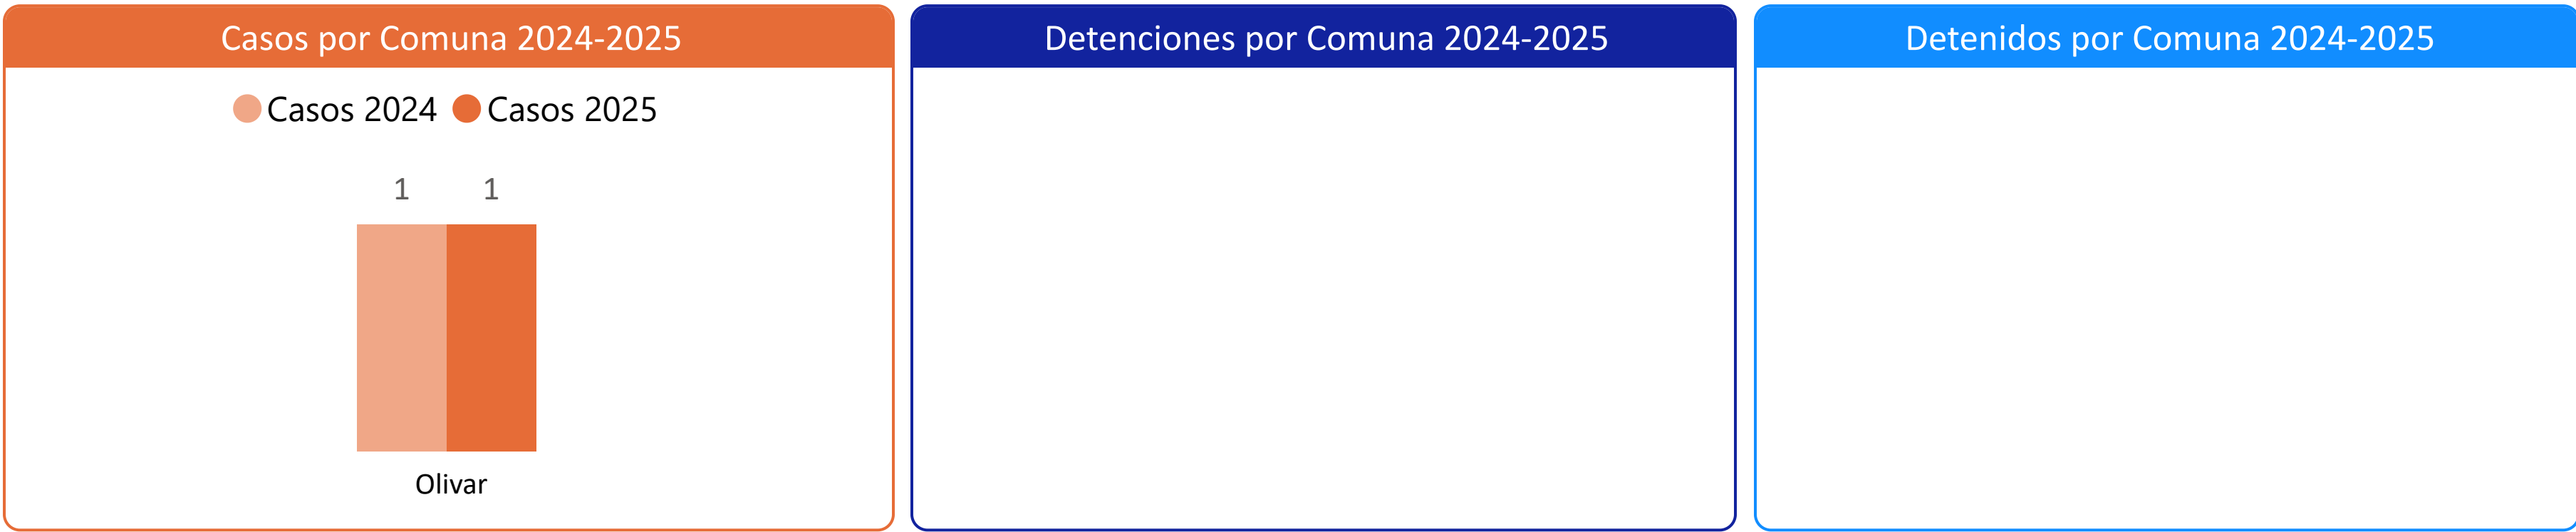 Casos por Comuna 2024-2025
Casos 2024 Casos 2025
1 1
Olivar
Detenciones por Comuna 2024-2025
Detenidos por Comuna 2024-2025